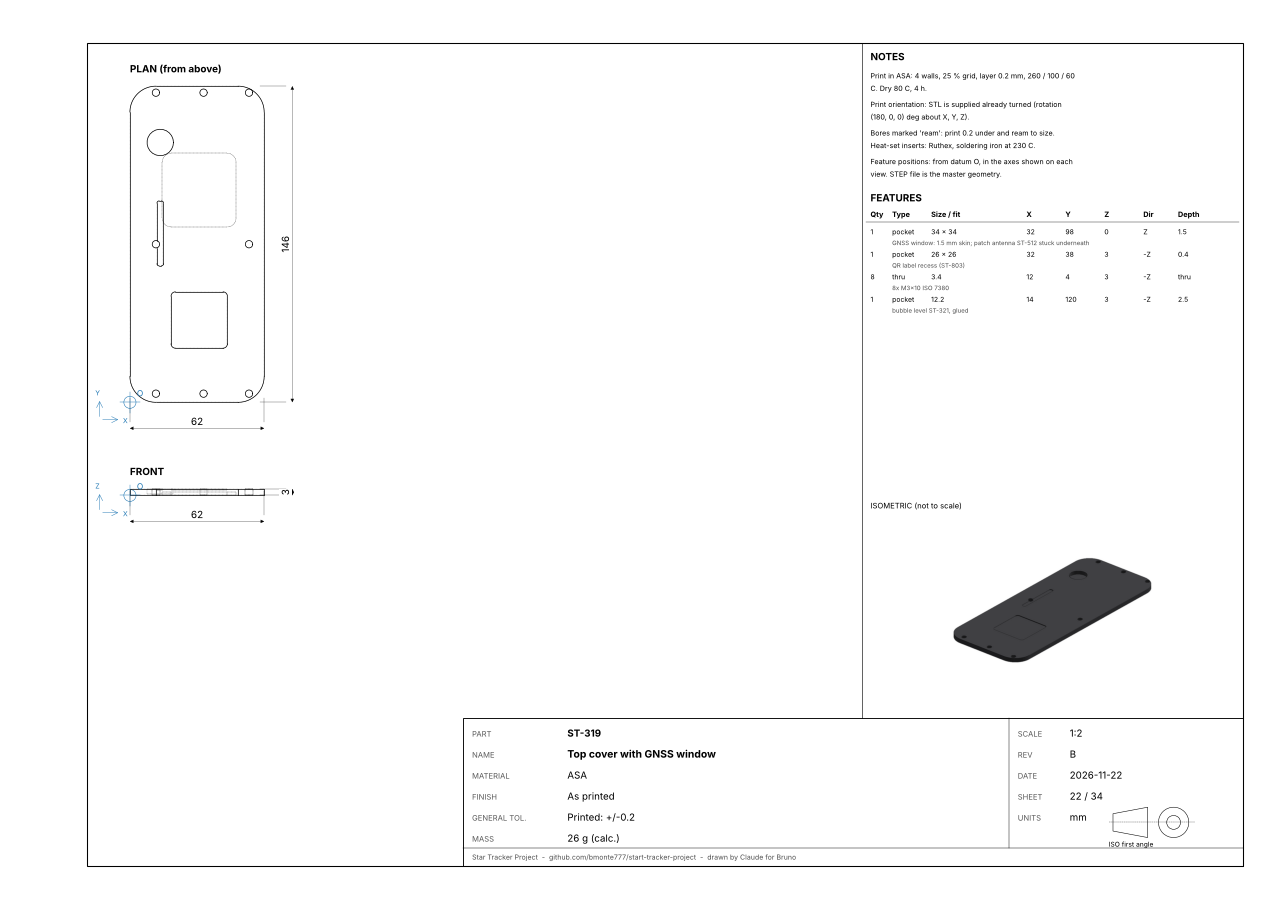 PLAN (from above)
146
Y
O
X
62
FRONT
Z
O
X
3
62
NOTES
Print in ASA: 4 walls, 25 % grid, layer 0.2 mm, 260 / 100 / 60
C. Dry 80 C, 4 h.
Print orientation: STL is supplied already turned (rotation
(180, 0, 0) deg about X, Y, Z).
Bores marked 'ream': print 0.2 under and ream to size.
Heat-set inserts: Ruthex, soldering iron at 230 C.
Feature positions: from datum O, in the axes shown on each
view. STEP file is the master geometry.
FEATURES
Qty Type Size / fit X Y Z Dir Depth
1 pocket 34 × 34 32 98 0 Z 1.5
GNSS window: 1.5 mm skin; patch antenna ST-512 stuck underneath
1 pocket 26 × 26 32 38 3 -Z 0.4
QR label recess (ST-803)
8 thru 3.4 12 4 3 -Z thru
8x M3×10 ISO 7380
1 pocket 12.2 14 120 3 -Z 2.5
bubble level ST-321, glued
ISOMETRIC (not to scale)
PART ST-319
NAME Top cover with GNSS window
MATERIAL ASA
FINISH As printed
GENERAL TOL. Printed: +/-0.2
MASS 26 g (calc.)
SCALE 1:2
REV B
DATE 2026-11-22
SHEET 22 / 34
UNITS mm
ISO first angle
Star Tracker Project - github.com/bmonte777/start-tracker-project - drawn by Claude for Bruno